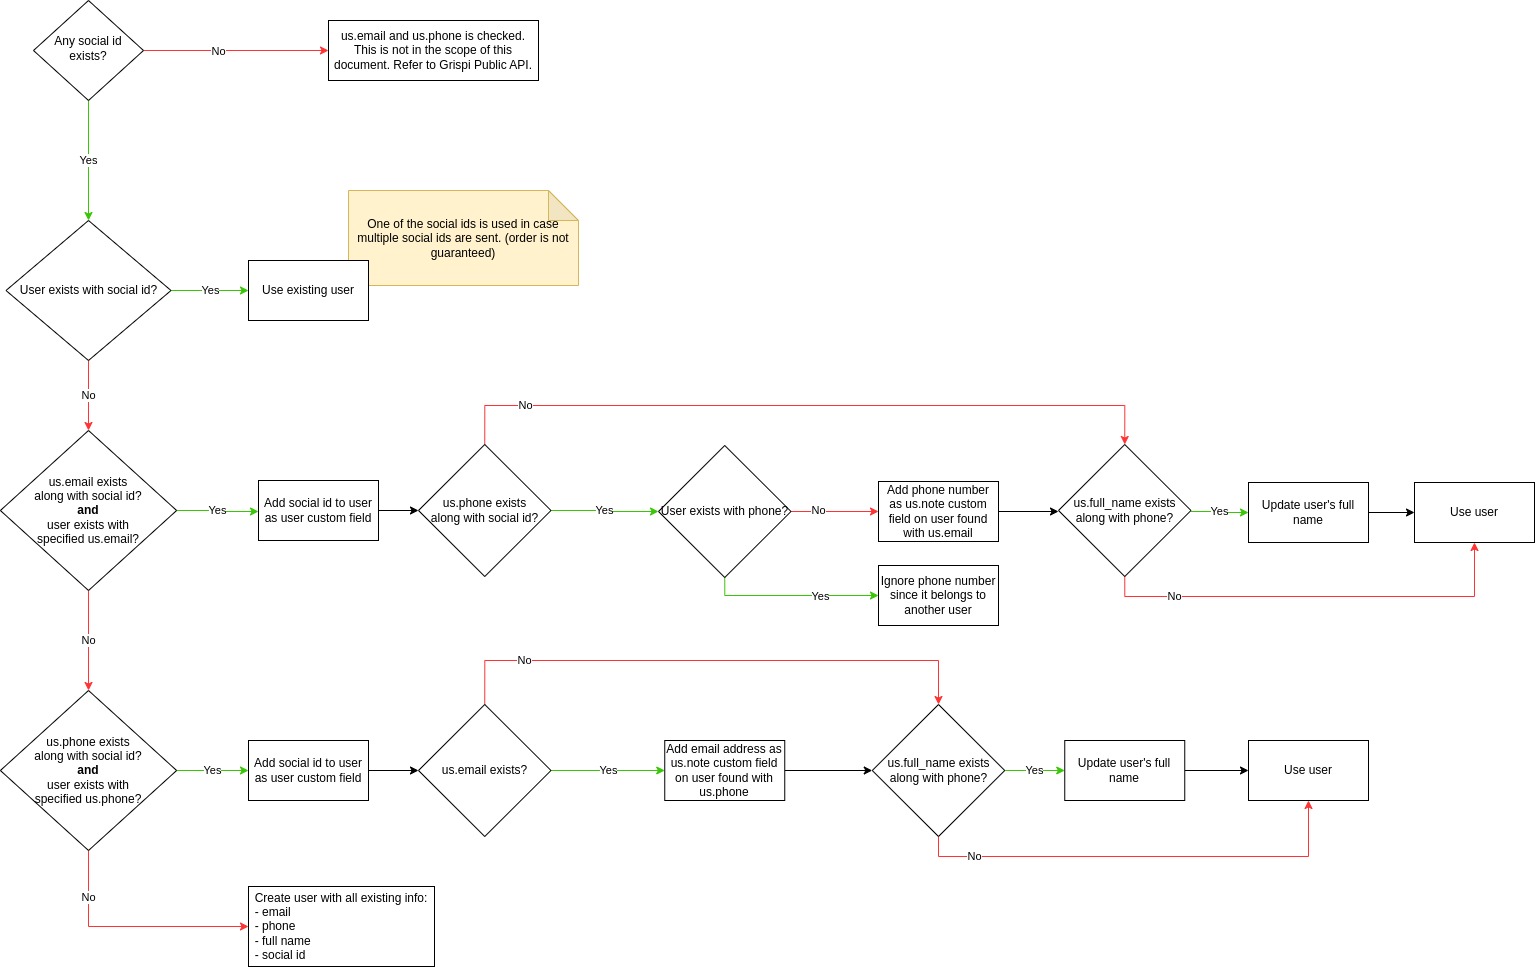 Any social id
exists?
No
us.email and us.phone is checked.
This is not in the scope of this
document. Refer to Grispi Public API.
Yes
One of the social ids is used in case
multiple social ids are sent. (order is not
guaranteed)
User exists with social id?
Yes
Use existing user
No
No
us.email exists
along with social id?
and
user exists with
specified us.email?
Yes
Add social id to user
as user custom field
us.phone exists
along with social id?
Yes
User exists with phone?
No
Add phone number
as us.note custom
field on user found
with us.email
us.full_name exists
along with phone?
Yes
Update user's full
name
Use user
Yes
Ignore phone number
since it belongs to
another user
No
No
No
us.phone exists
along with social id?
and
user exists with
specified us.phone?
Yes
Add social id to user
as user custom field
us.email exists?
Yes
Add email address as
us.note custom field
on user found with
us.phone
us.full_name exists
along with phone?
Yes
Update user's full
name
Use user
No
No
Create user with all existing info:
- email
- phone
- full name
- social id